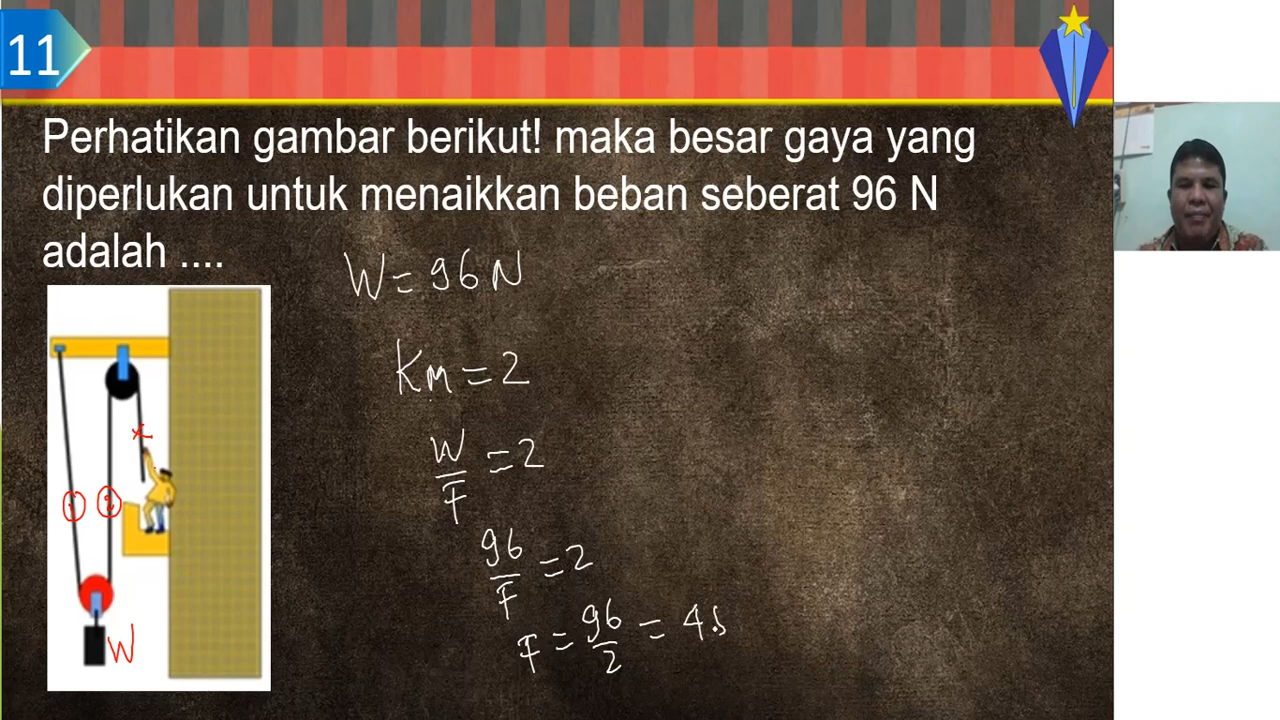 11
Perhatikan gambar berikut! maka besar gaya yang
diperlukan untuk menaikkan beban seberat 96 N
adalah ....
W = 96 N
KM = 2
W/F = 2
96/F = 2
F = 96/2 = 48
x
1 2
W